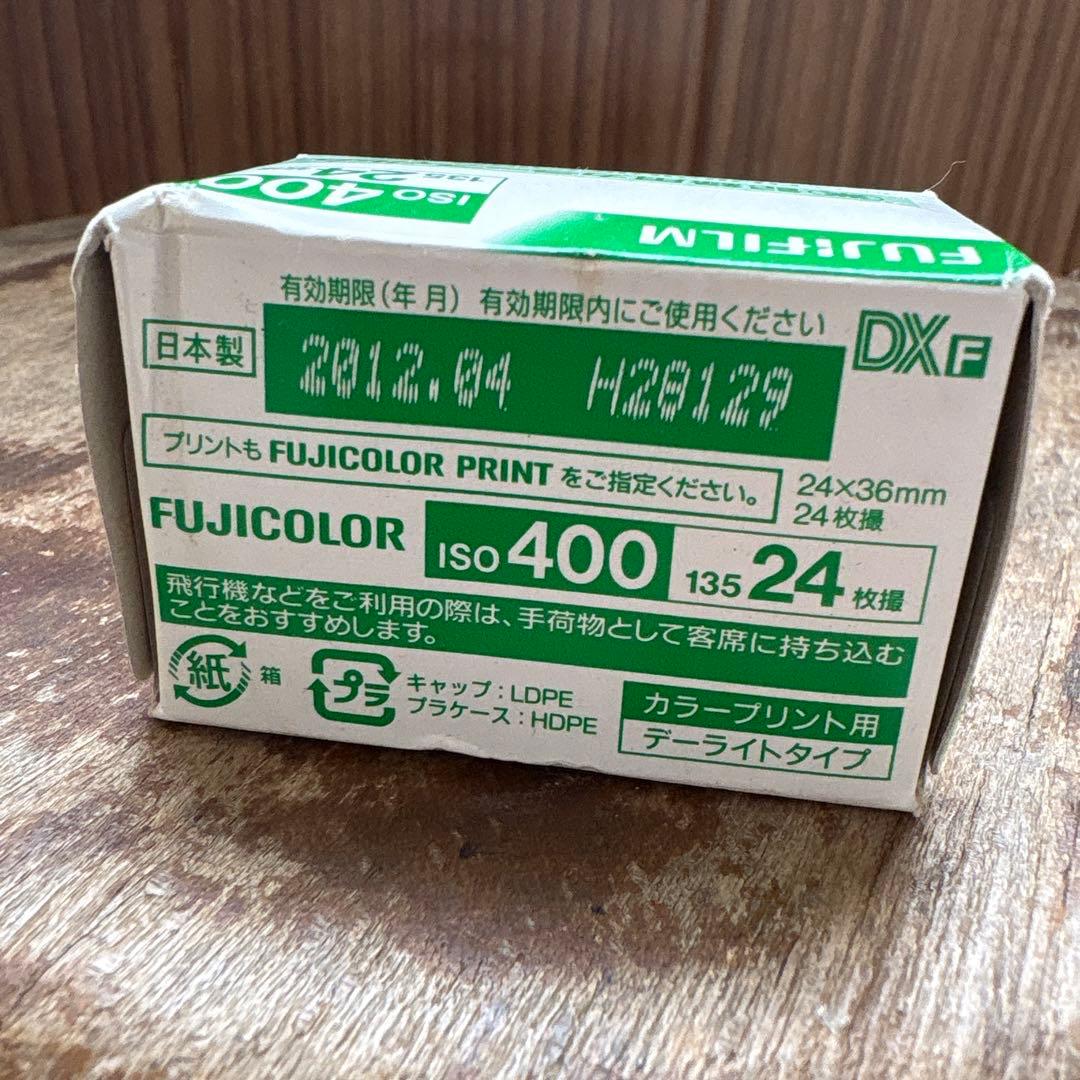 ISO 400
135 24
FUJIFILM
有効期限(年 月) 有効期限内にご使用ください
日本製
2012.04 H20129
DXF
プリントも FUJICOLOR PRINT をご指定ください。
24×36mm
24枚撮
FUJICOLOR
ISO 400
135 24 枚撮
飛行機などをご利用の際は、手荷物として客席に持ち込む
ことをおすすめします。
紙 箱
プラ
キャップ:LDPE
プラケース:HDPE
カラープリント用
デーライトタイプ